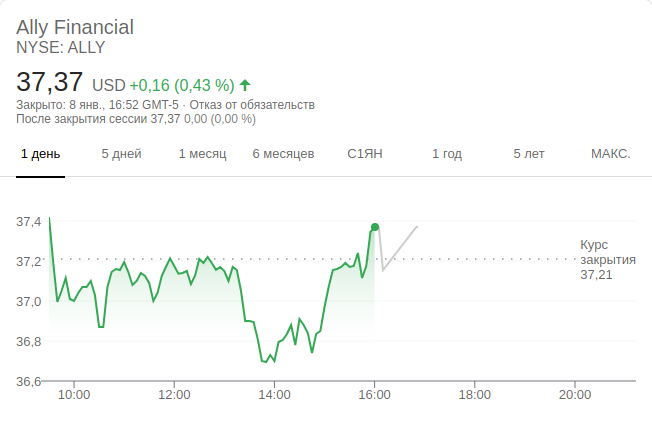 Ally Financial
NYSE: ALLY
37,37 USD +0,16 (0,43 %)
Закрыто: 8 янв., 16:52 GMT-5 · Отказ от обязательств
После закрытия сессии 37,37 0,00 (0,00 %)
1 день 5 дней 1 месяц 6 месяцев С1ЯН 1 год 5 лет МАКС.
37,4
37,2
37,0
36,8
36,6
Курс
закрытия
37,21
10:00 12:00 14:00 16:00 18:00 20:00